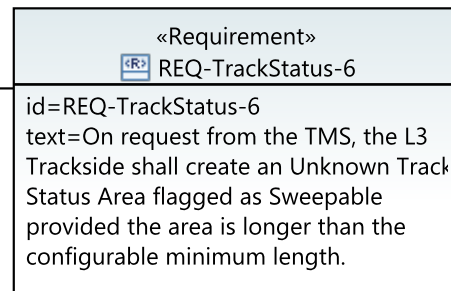 «Requirement»
«R» REQ-TrackStatus-6
id=REQ-TrackStatus-6
text=On request from the TMS, the L3
Trackside shall create an Unknown Track
Status Area flagged as Sweepable
provided the area is longer than the
configurable minimum length.